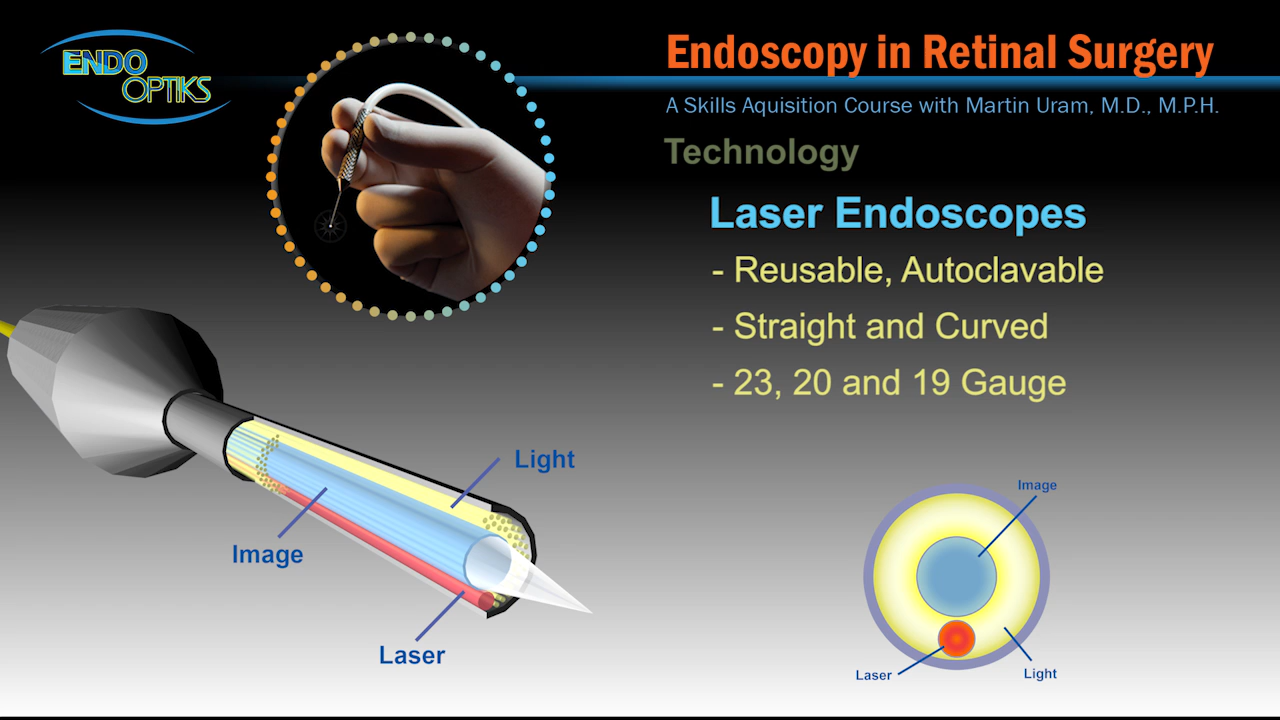 ENDO
OPTIKS
Endoscopy in Retinal Surgery
A Skills Aquisition Course with Martin Uram, M.D., M.P.H.
Technology
Laser Endoscopes
- Reusable, Autoclavable
- Straight and Curved
- 23, 20 and 19 Gauge
Light
Image
Laser
Image
Laser
Light